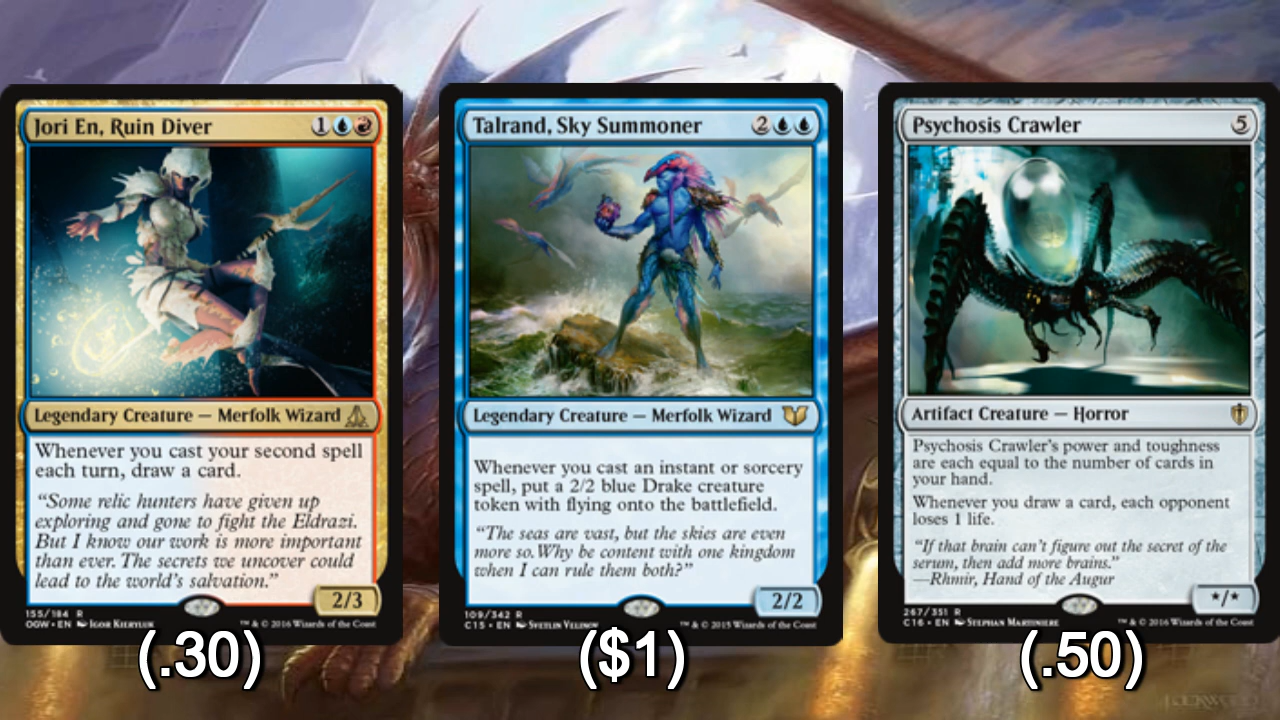 Jori En, Ruin Diver 1
Legendary Creature — Merfolk Wizard
Whenever you cast your second spell
each turn, draw a card.
“Some relic hunters have given up
exploring and gone to fight the Eldrazi.
But I know our work is more important
than ever. The secrets we uncover could
lead to the world’s salvation.”
2/3
155/184 R
OGW • EN Igor Kieryluk ™ & © 2016 Wizards of the Coast
(.30)
Talrand, Sky Summoner 2
Legendary Creature — Merfolk Wizard
Whenever you cast an instant or sorcery
spell, put a 2/2 blue Drake creature
token with flying onto the battlefield.
“The seas are vast, but the skies are even
more so. Why be content with one kingdom
when I can rule them both?”
2/2
109/342 R
C15 • EN Svetlin Velinov ™ & © 2015 Wizards of the Coast
($1)
Psychosis Crawler 5
Artifact Creature — Horror
Psychosis Crawler’s power and toughness
are each equal to the number of cards in
your hand.
Whenever you draw a card, each opponent
loses 1 life.
“If that brain can’t figure out the secret of the
serum, then add more brains.”
—Rhmir, Hand of the Augur
*/*
267/351 R
C16 • EN Stephan Martiniere ™ & © 2016 Wizards of the Coast
(.50)